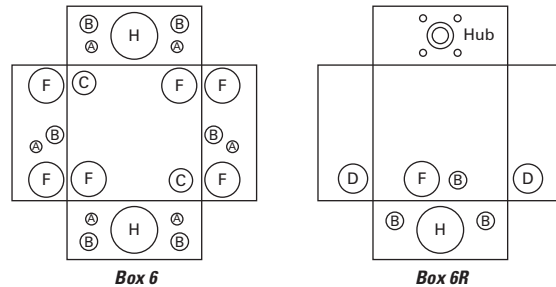 B H B
A A
Hub
F C F F
F
A B B A
F F C F
D F B D
A A
B H B
B H B
Box 6
Box 6R